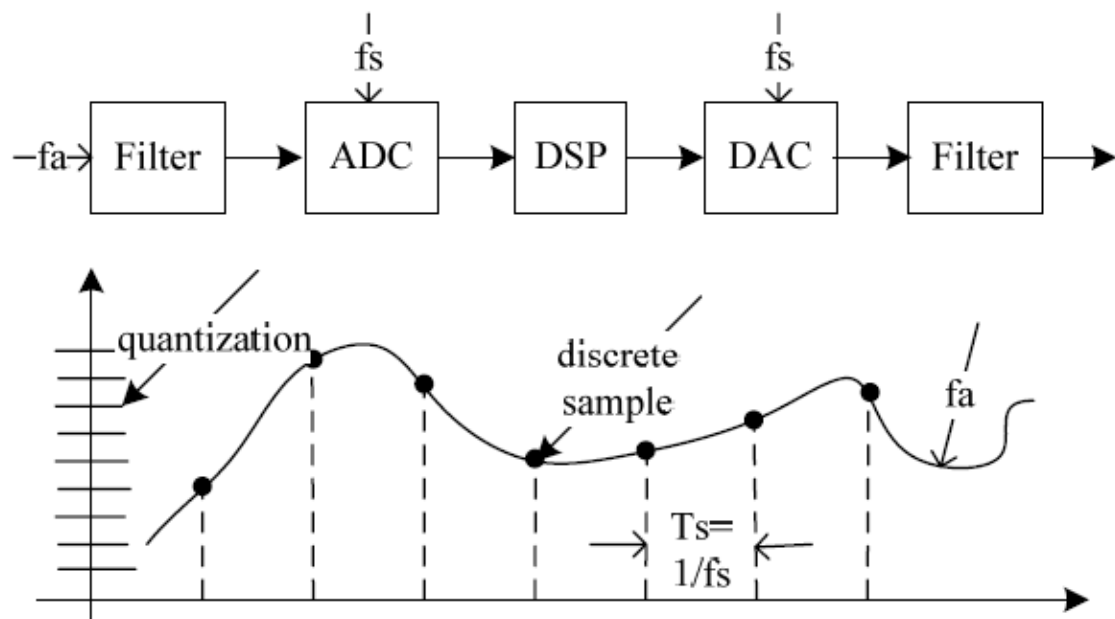 fs
fs
fa
Filter
ADC
DSP
DAC
Filter
quantization
discrete
sample
fa
Ts=
1/fs